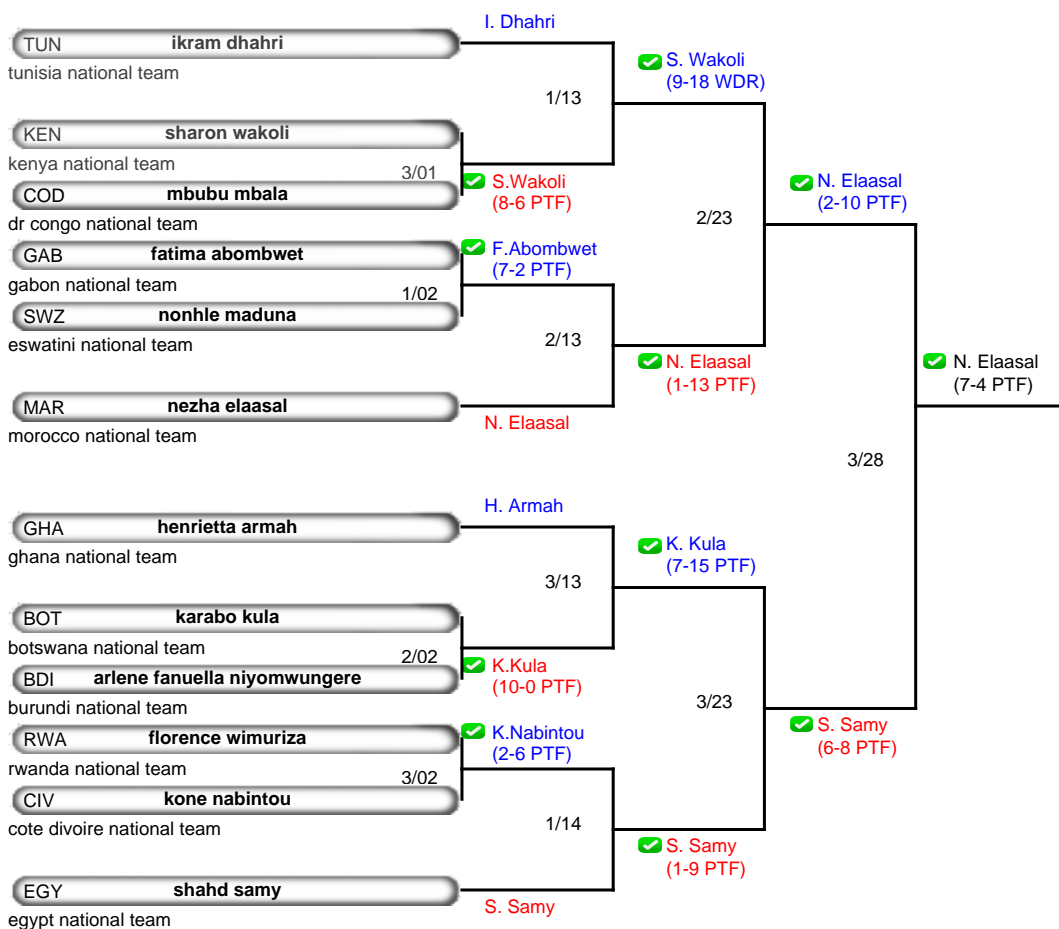 I. Dhahri
TUN ikram dhahri
tunisia national team
S. Wakoli
(9-18 WDR)
1/13
KEN sharon wakoli
kenya national team
3/01
S.Wakoli
(8-6 PTF)
COD mbubu mbala
dr congo national team
N. Elaasal
(2-10 PTF)
2/23
GAB fatima abombwet
gabon national team
F.Abombwet
(7-2 PTF)
1/02
SWZ nonhle maduna
eswatini national team
2/13
N. Elaasal
(1-13 PTF)
N. Elaasal
(7-4 PTF)
MAR nezha elaasal
morocco national team
N. Elaasal
3/28
H. Armah
GHA henrietta armah
ghana national team
K. Kula
(7-15 PTF)
3/13
BOT karabo kula
botswana national team
2/02
K.Kula
(10-0 PTF)
BDI arlene fanuella niyomwungere
burundi national team
3/23
S. Samy
(6-8 PTF)
RWA florence wimuriza
rwanda national team
K.Nabintou
(2-6 PTF)
3/02
CIV kone nabintou
cote divoire national team
1/14
S. Samy
(1-9 PTF)
EGY shahd samy
egypt national team
S. Samy